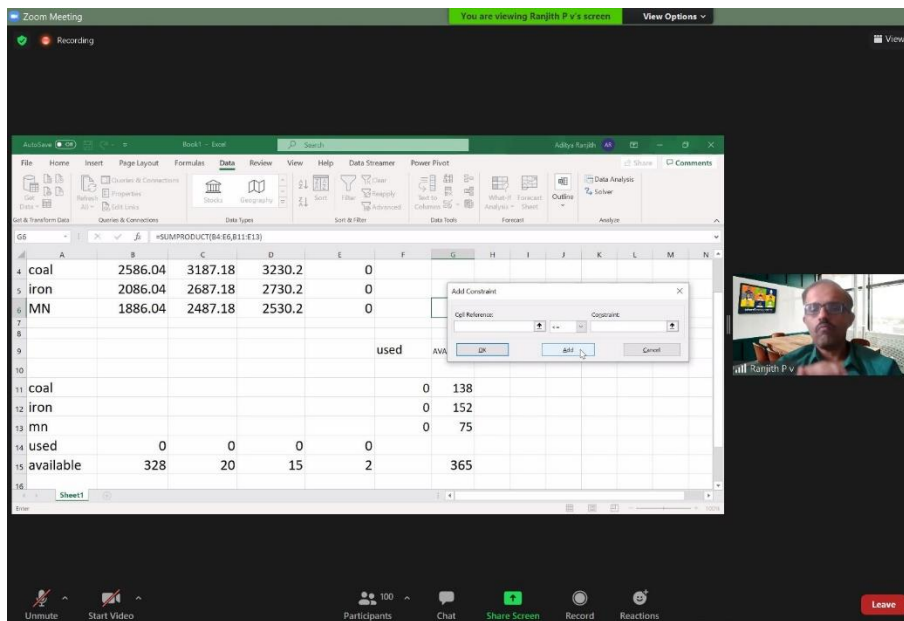 Zoom Meeting
You are viewing Ranjith P v's screen
View Options
Recording
View
AutoSave Off
Book1 - Excel
Search
Aditya Ranjith AR
File Home Insert Page Layout Formulas Data Review View Help Data Streamer Power Pivot
Share Comments
Get Data
Refresh All
Queries & Connections
Properties
Edit Links
Stocks
Geography
Sort
Filter
Clear
Reapply
Advanced
Text to Columns
What-If Analysis
Forecast Sheet
Outline
Data Analysis
Solver
Get & Transform Data
Queries & Connections
Data Types
Sort & Filter
Data Tools
Forecast
Analyze
G6
fx =SUMPRODUCT(B4:E6,B11:E13)
A B C D E F G H I J K L M N
4 coal 2586.04 3187.18 3230.2 0
5 iron 2086.04 2687.18 2730.2 0
6 MN 1886.04 2487.18 2530.2 0
7
8
9 used AVA
10
11 coal 0 138
12 iron 0 152
13 mn 0 75
14 used 0 0 0 0
15 available 328 20 15 2 365
16
Add Constraint
Cell Reference:
Constraint:
<=
OK
Add
Cancel
Sheet1
Enter
100%
Ranjith P v
Unmute
Start Video
100
Participants
Chat
Share Screen
Record
Reactions
Leave